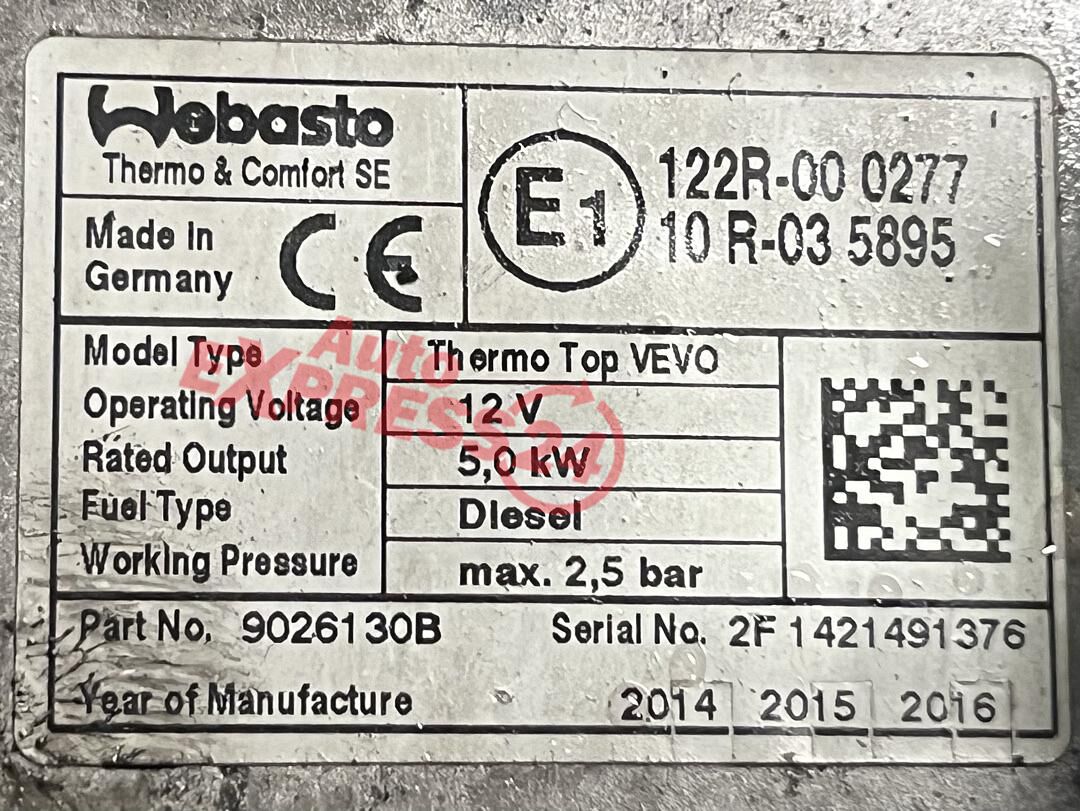 Webasto
Thermo & Comfort SE
Made in
Germany
CE
E1
122R-00 0277
10 R-03 5895
Model Type Thermo Top VEVO
Operating Voltage 12 V
Rated Output 5,0 kW
Fuel Type Diesel
Working Pressure max. 2,5 bar
Auto
EXPRESS24
Part No. 9026130B Serial No. 2F 1421491376
Year of Manufacture 2014 2015 2016